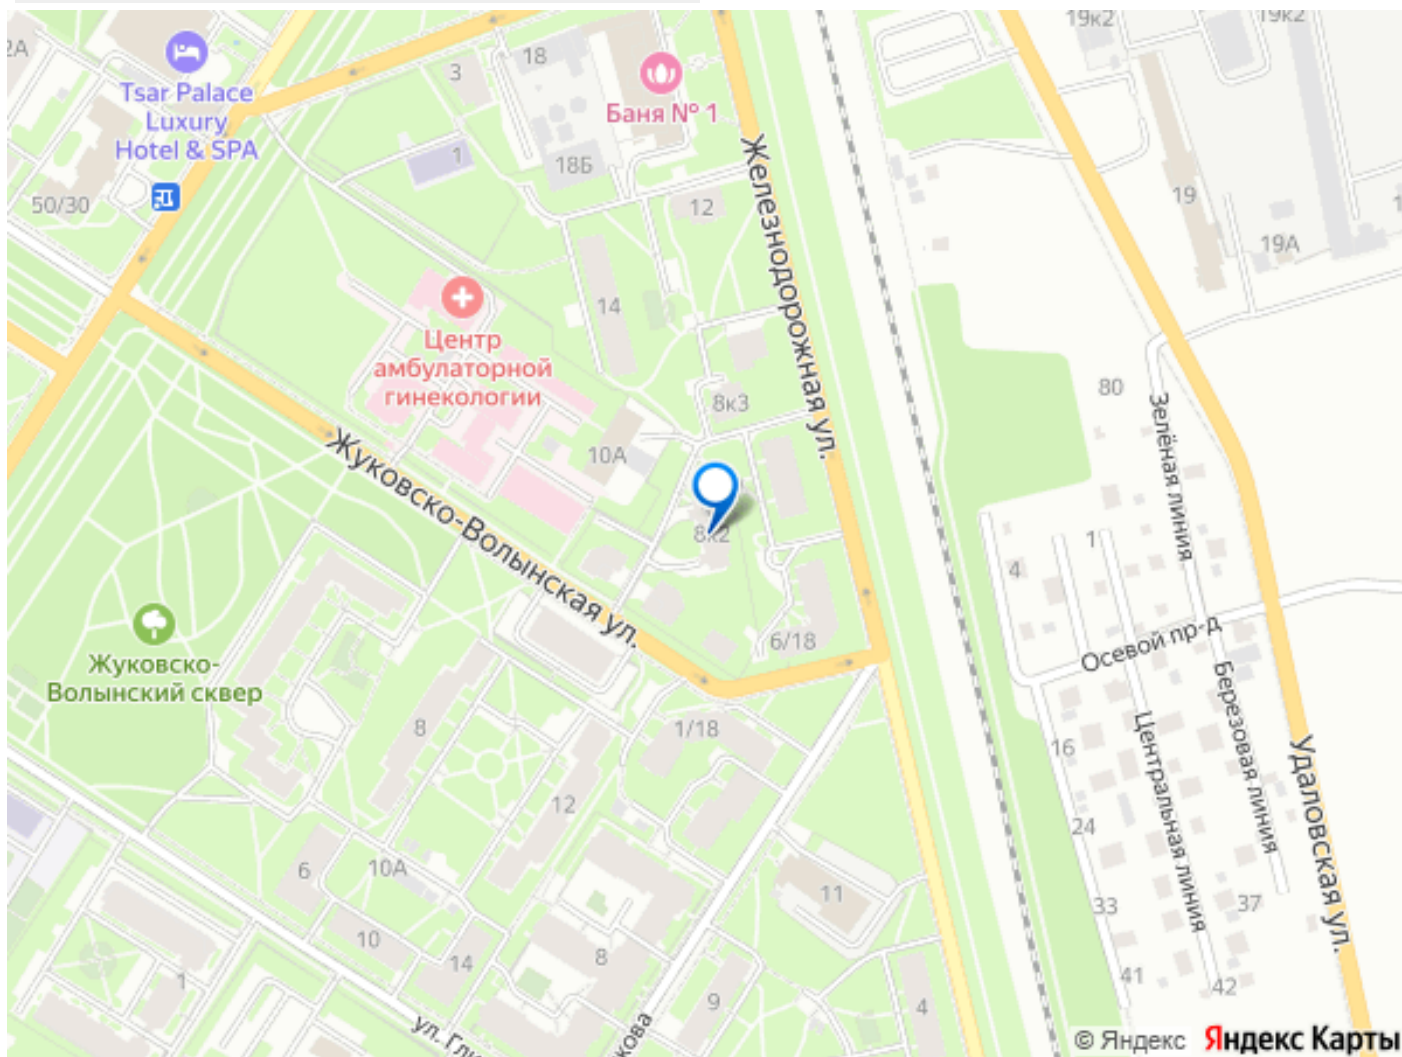 19к2
19к2
2А
18
3
Tsar Palace
Luxury
Hotel & SPA
Баня № 1
1
18Б
50/30
12
19
19А
Железнодорожная ул.
14
Центр
амбулаторной
гинекологии
8к3
80
Зелёная линия
10А
Жуковско-Волынская ул.
8к2
1
4
6/18
Осевой пр-д
Жуковско-
Волынский сквер
8
1/18
16
Центральная линия
Березовая линия
Удаловская ул.
12
24
6
10А
11
33
37
10
14
8
1
9
4
41
42
© Яндекс Яндекс Карты